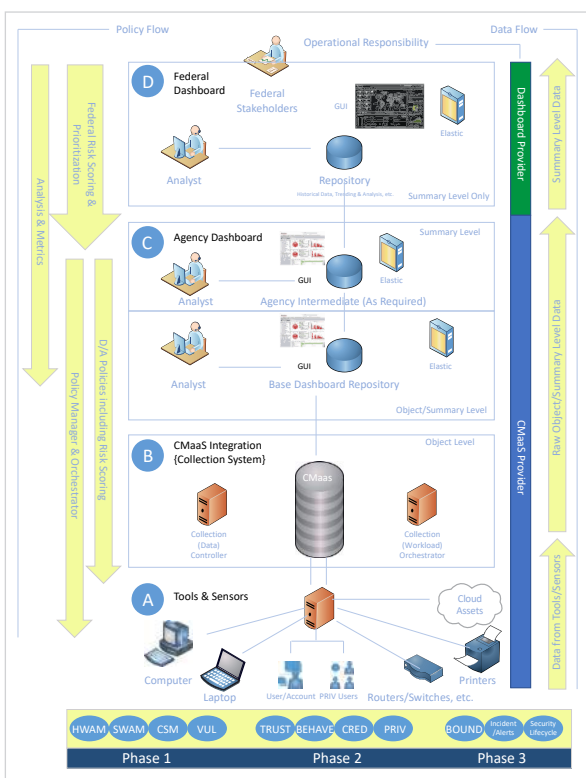 Policy Flow
Data Flow
Operational Responsibility
D
Federal
Dashboard
Federal
Stakeholders
GUI
Elastic
Analyst
Repository
Historical Data, Trending & Analysis, etc.
Summary Level Only
C
Agency Dashboard
Summary Level
GUI
Elastic
Analyst
Agency Intermediate (As Required)
GUI
Elastic
Analyst
Base Dashboard Repository
Object/Summary Level
B
CMaaS Integration
{Collection System}
Object Level
CMaas
Collection
(Data)
Controller
Collection
(Workload)
Orchestrator
A
Tools & Sensors
Cloud
Assets
Computer
Laptop
User/Account
PRIV Users
Routers/Switches, etc.
Printers
Analysis & Metrics
Federal Risk Scoring &
Prioritization
Policy Manager & Orchestrator
D/A Policies including Risk Scoring
Dashboard Provider
CMaaS Provider
Summary Level Data
Raw Object/Summary Level Data
Data from Tools/Sensors
HWAM
SWAM
CSM
VUL
TRUST
BEHAVE
CRED
PRIV
BOUND
Incident
/Alerts
Security
Lifecycle
Phase 1
Phase 2
Phase 3